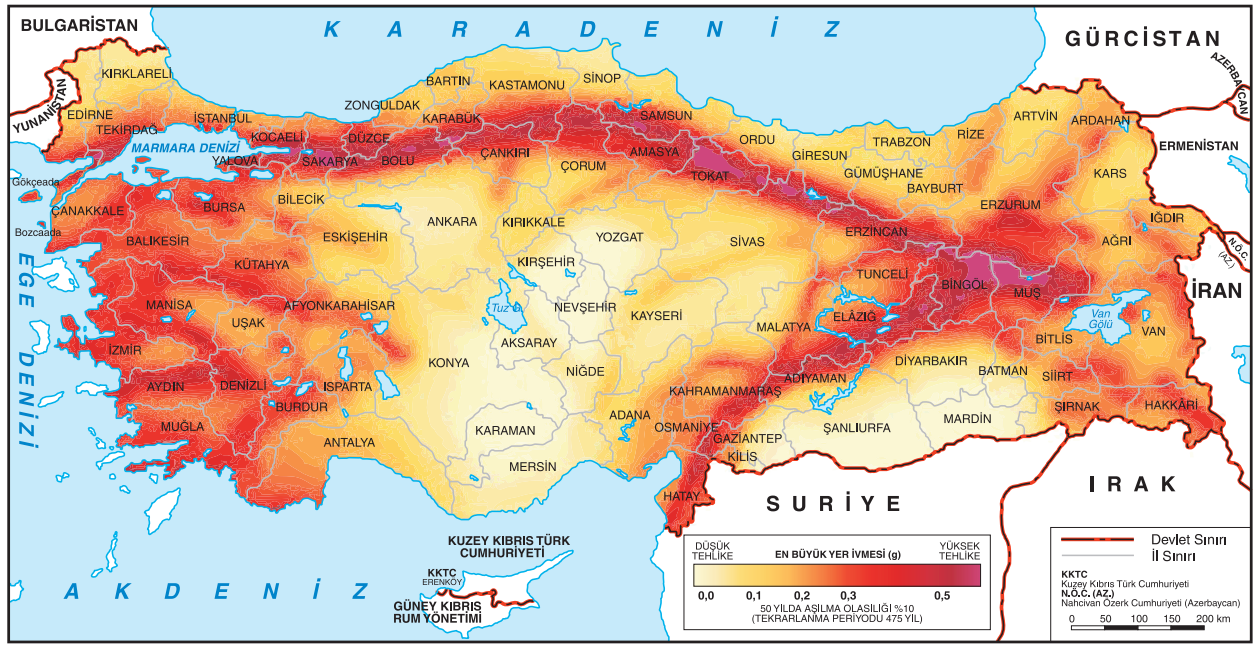 BULGARİSTAN
K A R A D E N İ Z
GÜRCİSTAN
AZERBAYCAN
YUNANİSTAN
ERMENİSTAN
KIRKLARELİ
EDİRNE
TEKİRDAĞ
İSTANBUL
KOCAELİ
MARMARA DENİZİ
YALOVA
SAKARYA
DÜZCE
BOLU
ZONGULDAK
BARTIN
KARABÜK
KASTAMONU
SİNOP
SAMSUN
ÇANKIRI
ÇORUM
AMASYA
TOKAT
ORDU
GİRESUN
TRABZON
GÜMÜŞHANE
BAYBURT
RİZE
ARTVİN
ARDAHAN
KARS
IĞDIR
ERZURUM
AĞRI
ERZİNCAN
Gökçeada
ÇANAKKALE
Bozcaada
BURSA
BİLECİK
BALIKESİR
ESKİŞEHİR
ANKARA
KIRIKKALE
KIRŞEHİR
YOZGAT
SİVAS
KÜTAHYA
TUNCELİ
BİNGÖL
MUŞ
N.Ö.C.
(AZ.)
İRAN
EGE DENİZİ
MANİSA
UŞAK
AFYONKARAHİSAR
Tuz G.
NEVŞEHİR
KAYSERİ
MALATYA
ELÂZIĞ
Van
Gölü
VAN
BİTLİS
İZMİR
AYDIN
DENİZLİ
ISPARTA
BURDUR
KONYA
AKSARAY
NİĞDE
KAHRAMANMARAŞ
ADIYAMAN
DİYARBAKIR
BATMAN
SİİRT
ŞIRNAK
HAKKÂRİ
MUĞLA
ANTALYA
KARAMAN
MERSİN
ADANA
OSMANİYE
GAZİANTEP
KİLİS
ŞANLIURFA
MARDİN
HATAY
SURİYE
IRAK
A K D E N İ Z
KUZEY KIBRIS TÜRK
CUMHURİYETİ
KKTC
ERENKÖY
GÜNEY KIBRIS
RUM YÖNETİMİ
DÜŞÜK
TEHLİKE
EN BÜYÜK YER İVMESİ (g)
YÜKSEK
TEHLİKE
0,0 0,1 0,2 0,3 0,5
50 YILDA AŞILMA OLASILIĞI %10
(TEKRARLANMA PERİYODU 475 YIL)
Devlet Sınırı
İl Sınırı
KKTC
Kuzey Kıbrıs Türk Cumhuriyeti
N.Ö.C. (AZ.)
Nahcivan Özerk Cumhuriyeti (Azerbaycan)
0 50 100 150 200 km